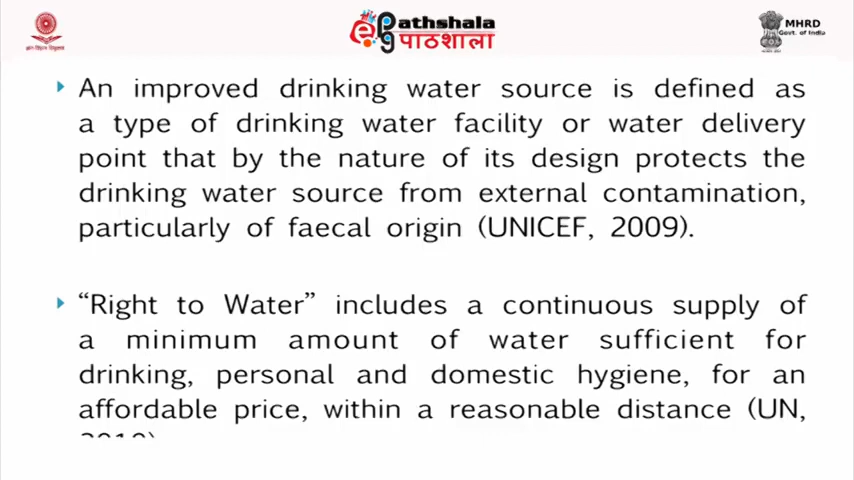 Pathshala
पाठशाला
MHRD
Govt. of India
An improved drinking water source is defined as
a type of drinking water facility or water delivery
point that by the nature of its design protects the
drinking water source from external contamination,
particularly of faecal origin (UNICEF, 2009).
“Right to Water” includes a continuous supply of
a minimum amount of water sufficient for
drinking, personal and domestic hygiene, for an
affordable price, within a reasonable distance (UN,